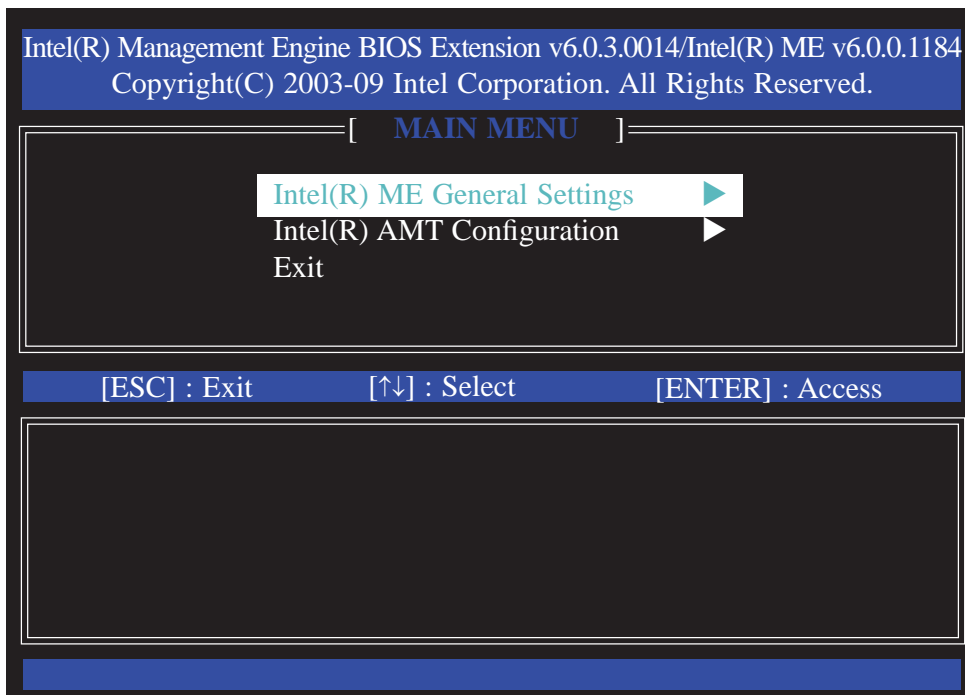 Intel(R) Management Engine BIOS Extension v6.0.3.0014/Intel(R) ME v6.0.0.1184
Copyright(C) 2003-09 Intel Corporation. All Rights Reserved.
[ MAIN MENU ]
Intel(R) ME General Settings ▶
Intel(R) AMT Configuration ▶
Exit
[ESC] : Exit [↑↓] : Select [ENTER] : Access